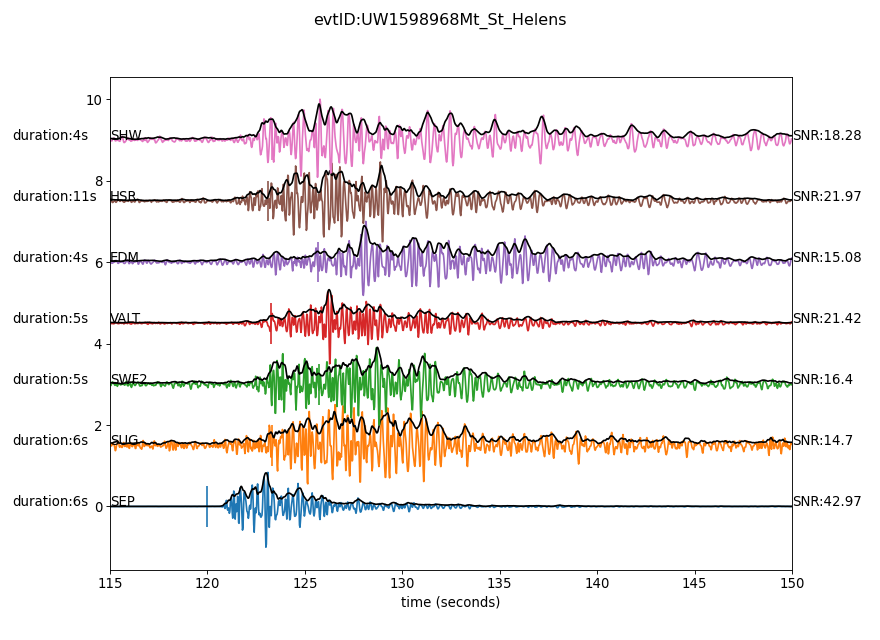 evtID:UW1598968Mt_St_Helens
10
duration:4s SHW SNR:18.28
8
duration:11s HSR SNR:21.97
duration:4s EDM SNR:15.08
6
duration:5s VALT SNR:21.42
4
duration:5s SWF2 SNR:16.4
2
duration:6s SUG SNR:14.7
duration:6s SEP SNR:42.97
0
115 120 125 130 135 140 145 150
time (seconds)